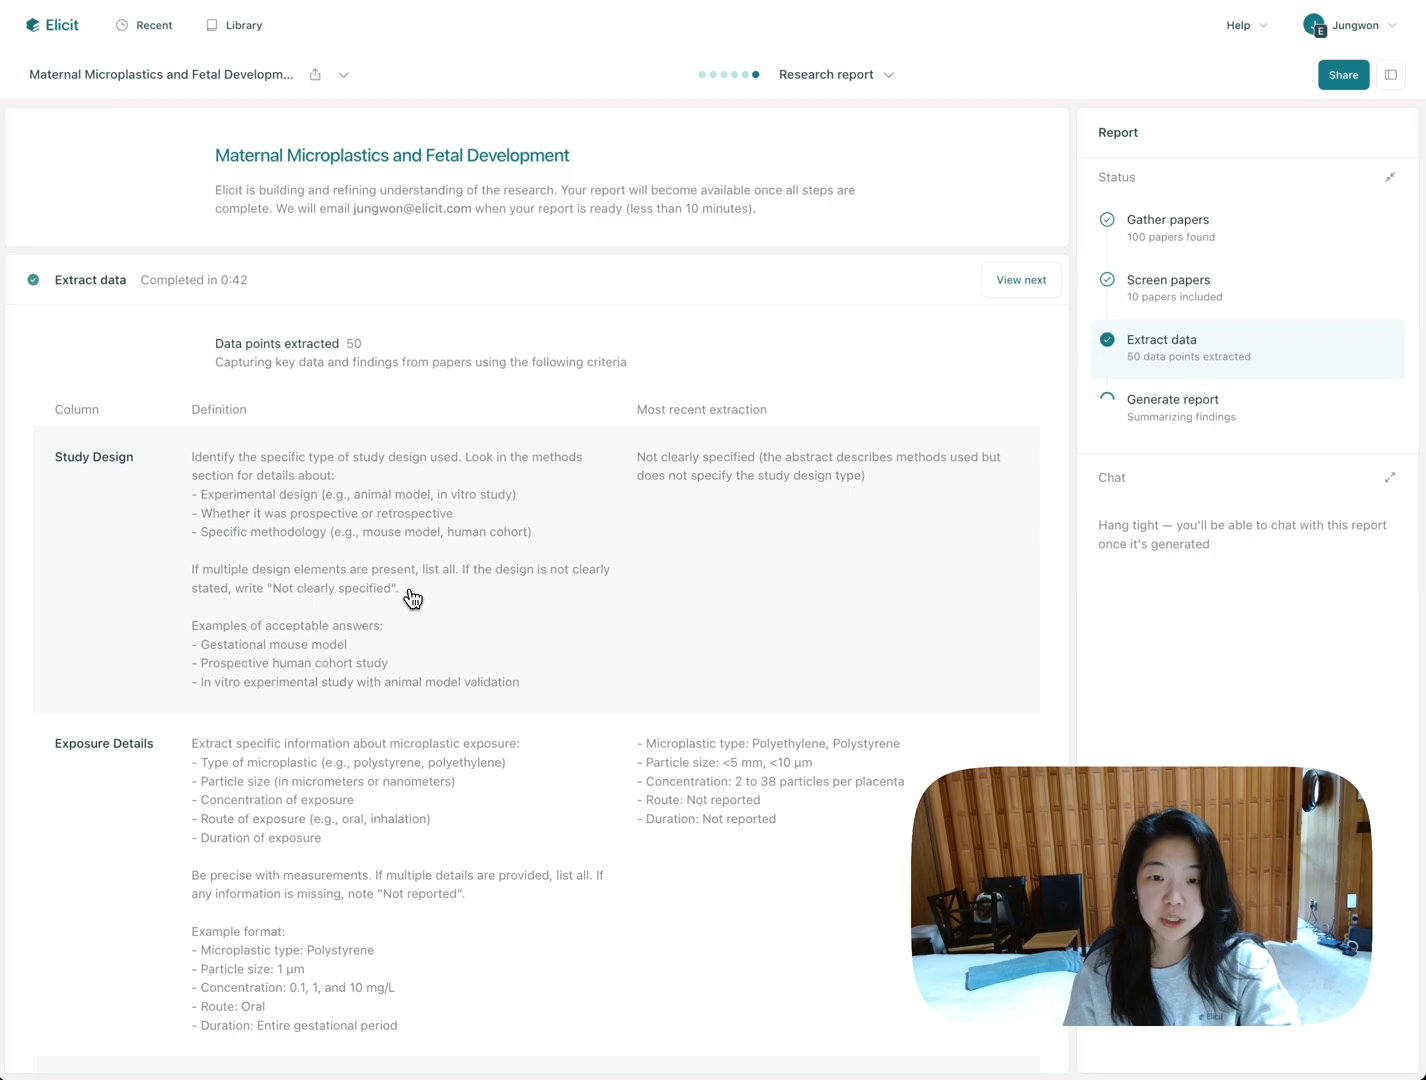 Elicit
Recent
Library
Help
J
E
Jungwon
Maternal Microplastics and Fetal Developm...
Research report
Share
Maternal Microplastics and Fetal Development
Elicit is building and refining understanding of the research. Your report will become available once all steps are
complete. We will email jungwon@elicit.com when your report is ready (less than 10 minutes).
Extract data Completed in 0:42
View next
Data points extracted 50
Capturing key data and findings from papers using the following criteria
Column
Definition
Most recent extraction
Study Design
Identify the specific type of study design used. Look in the methods
section for details about:
- Experimental design (e.g., animal model, in vitro study)
- Whether it was prospective or retrospective
- Specific methodology (e.g., mouse model, human cohort)
If multiple design elements are present, list all. If the design is not clearly
stated, write "Not clearly specified".
Examples of acceptable answers:
- Gestational mouse model
- Prospective human cohort study
- In vitro experimental study with animal model validation
Not clearly specified (the abstract describes methods used but
does not specify the study design type)
Exposure Details
Extract specific information about microplastic exposure:
- Type of microplastic (e.g., polystyrene, polyethylene)
- Particle size (in micrometers or nanometers)
- Concentration of exposure
- Route of exposure (e.g., oral, inhalation)
- Duration of exposure
Be precise with measurements. If multiple details are provided, list all. If
any information is missing, note "Not reported".
Example format:
- Microplastic type: Polystyrene
- Particle size: 1 μm
- Concentration: 0.1, 1, and 10 mg/L
- Route: Oral
- Duration: Entire gestational period
- Microplastic type: Polyethylene, Polystyrene
- Particle size: <5 mm, <10 μm
- Concentration: 2 to 38 particles per placenta
- Route: Not reported
- Duration: Not reported
Report
Status
Gather papers
100 papers found
Screen papers
10 papers included
Extract data
50 data points extracted
Generate report
Summarizing findings
Chat
Hang tight — you'll be able to chat with this report
once it's generated
Elicit